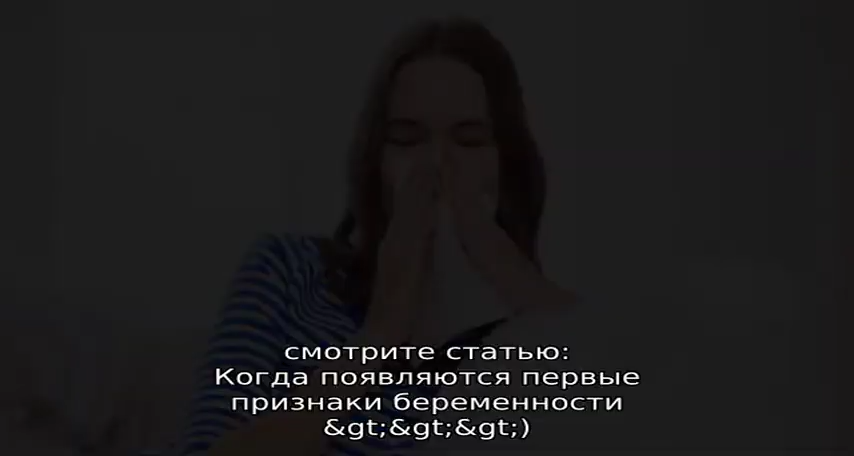 смотрите статью:
Когда появляются первые
признаки беременности
&gt;&gt;&gt;)